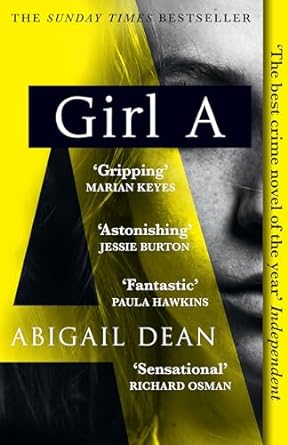 THE SUNDAY TIMES BESTSELLER
Girl A
‘Gripping’
MARIAN KEYES
‘Astonishing’
JESSIE BURTON
‘Fantastic’
PAULA HAWKINS
ABIGAIL DEAN
‘Sensational’
RICHARD OSMAN
‘The best crime novel of the year’ Independent
A